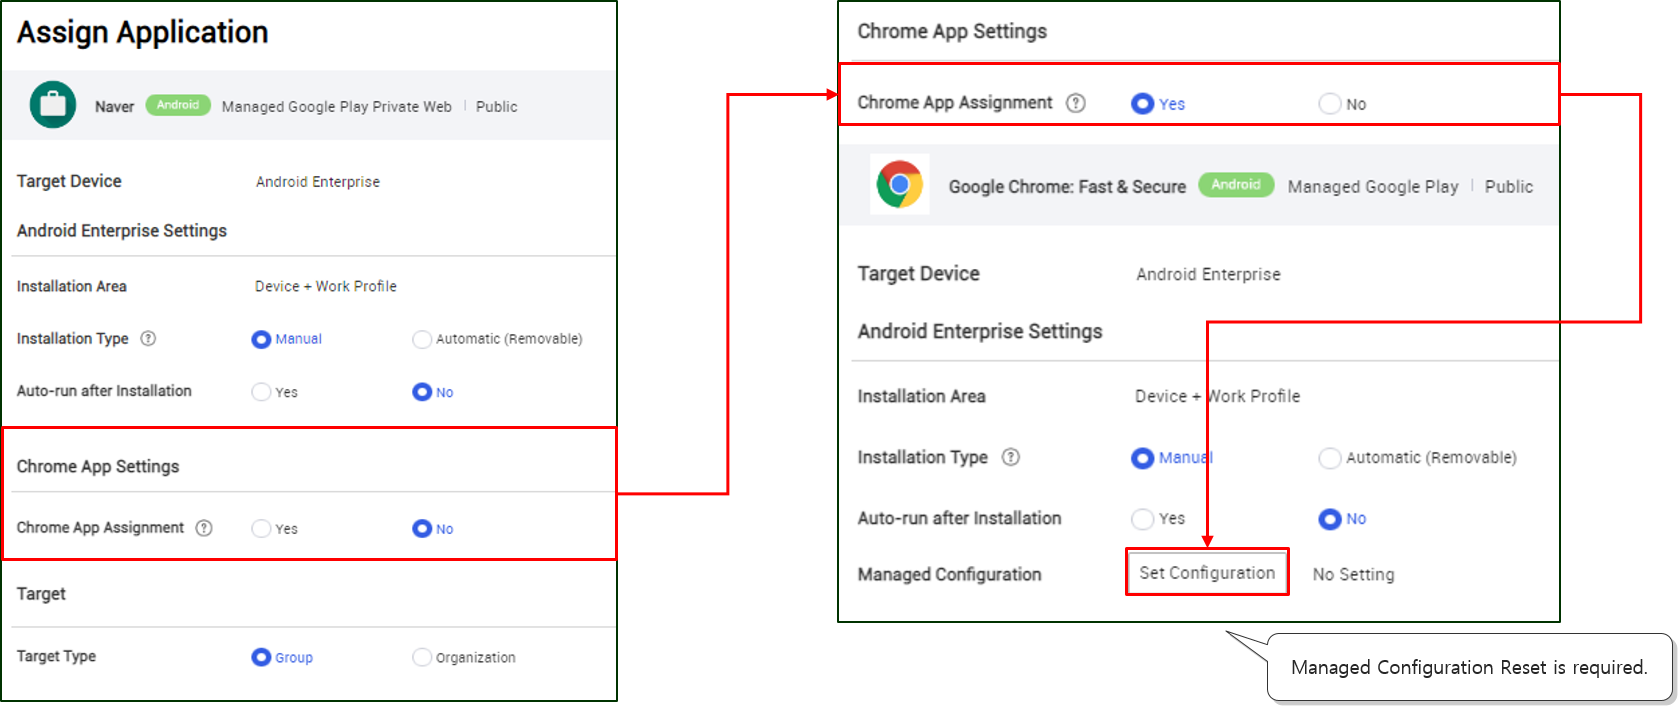 Assign Application
Naver Android Managed Google Play Private Web | Public
Target Device Android Enterprise
Android Enterprise Settings
Installation Area Device + Work Profile
Installation Type ? Manual Automatic (Removable)
Auto-run after Installation Yes No
Chrome App Settings
Chrome App Assignment ? Yes No
Target
Target Type Group Organization
Chrome App Settings
Chrome App Assignment ? Yes No
Google Chrome: Fast & Secure Android Managed Google Play | Public
Target Device Android Enterprise
Android Enterprise Settings
Installation Area Device + Work Profile
Installation Type ? Manual Automatic (Removable)
Auto-run after Installation Yes No
Managed Configuration Set Configuration No Setting
Managed Configuration Reset is required.